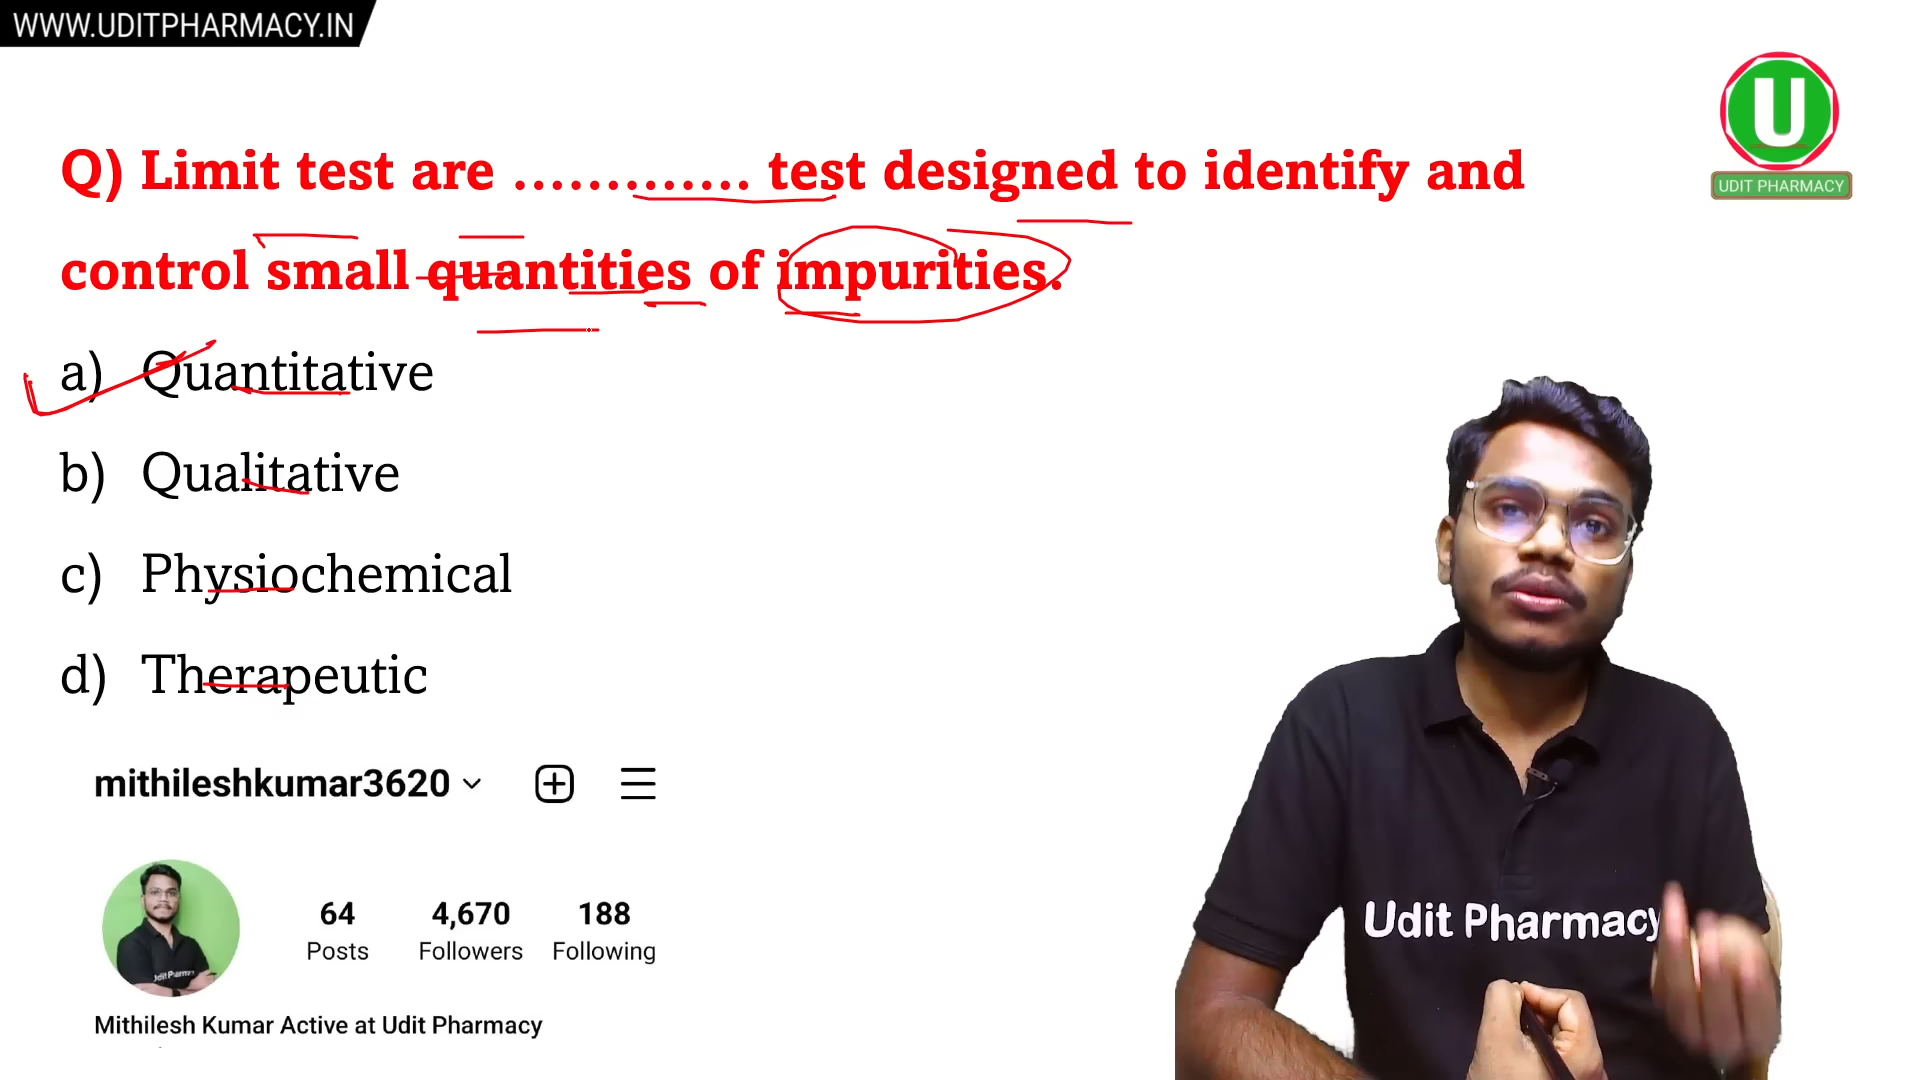 WWW.UDITPHARMACY.IN
U
UDIT PHARMACY
Q) Limit test are ............. test designed to identify and
control small quantities of impurities.
a) Quantitative
b) Qualitative
c) Physiochemical
d) Therapeutic
mithileshkumar3620
64 4,670 188
Posts Followers Following
Mithilesh Kumar Active at Udit Pharmacy
Udit Pharmacy